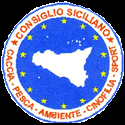 CONSIGLIO SICILIANO
CACCIA - PESCA - AMBIENTE - CINOFILIA - SPORT